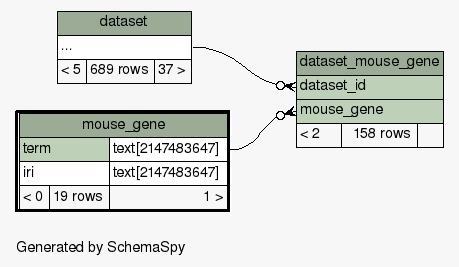 dataset
...
< 5 689 rows 37 >
dataset_mouse_gene
dataset_id
mouse_gene
< 2 158 rows
mouse_gene
term text[2147483647]
iri text[2147483647]
< 0 19 rows 1 >
Generated by SchemaSpy